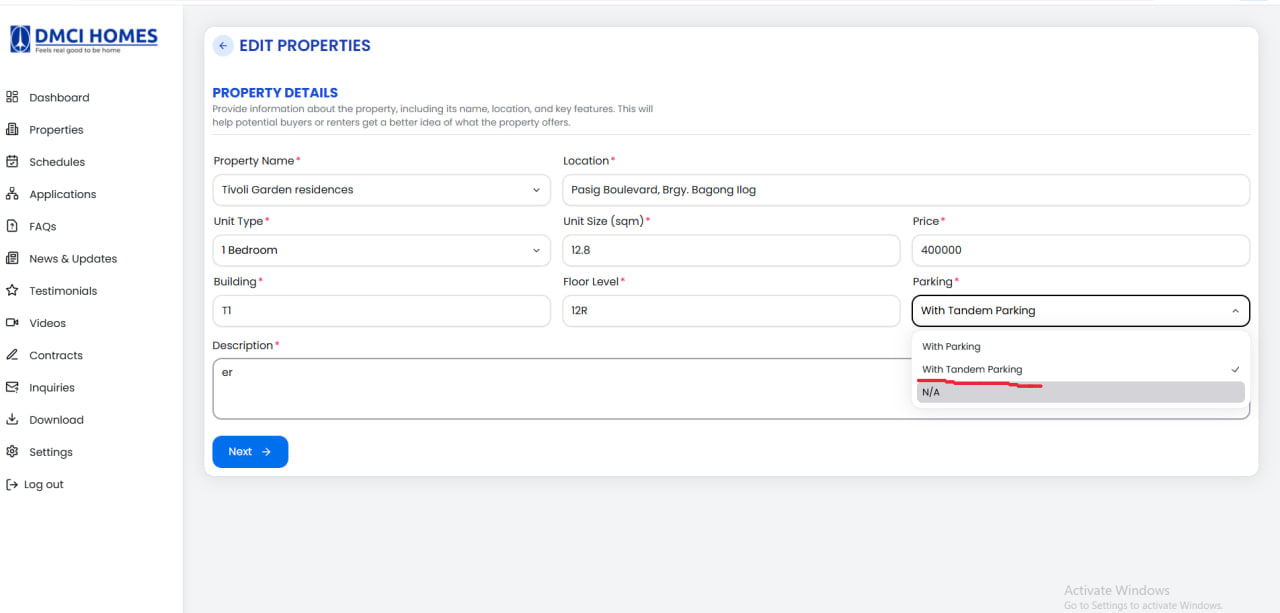 DMCI HOMES
Feels real good to be home
Dashboard
Properties
Schedules
Applications
FAQs
News & Updates
Testimonials
Videos
Contracts
Inquiries
Download
Settings
Log out
EDIT PROPERTIES
PROPERTY DETAILS
Provide information about the property, including its name, location, and key features. This will
help potential buyers or renters get a better idea of what the property offers.
Property Name*
Location*
Tivoli Garden residences
Pasig Boulevard, Brgy. Bagong Ilog
Unit Type*
Unit Size (sqm)*
Price*
1 Bedroom
12.8
400000
Building*
Floor Level*
Parking*
T1
12R
With Tandem Parking
With Parking
With Tandem Parking
N/A
Description*
er
Next
Activate Windows
Go to Settings to activate Windows.